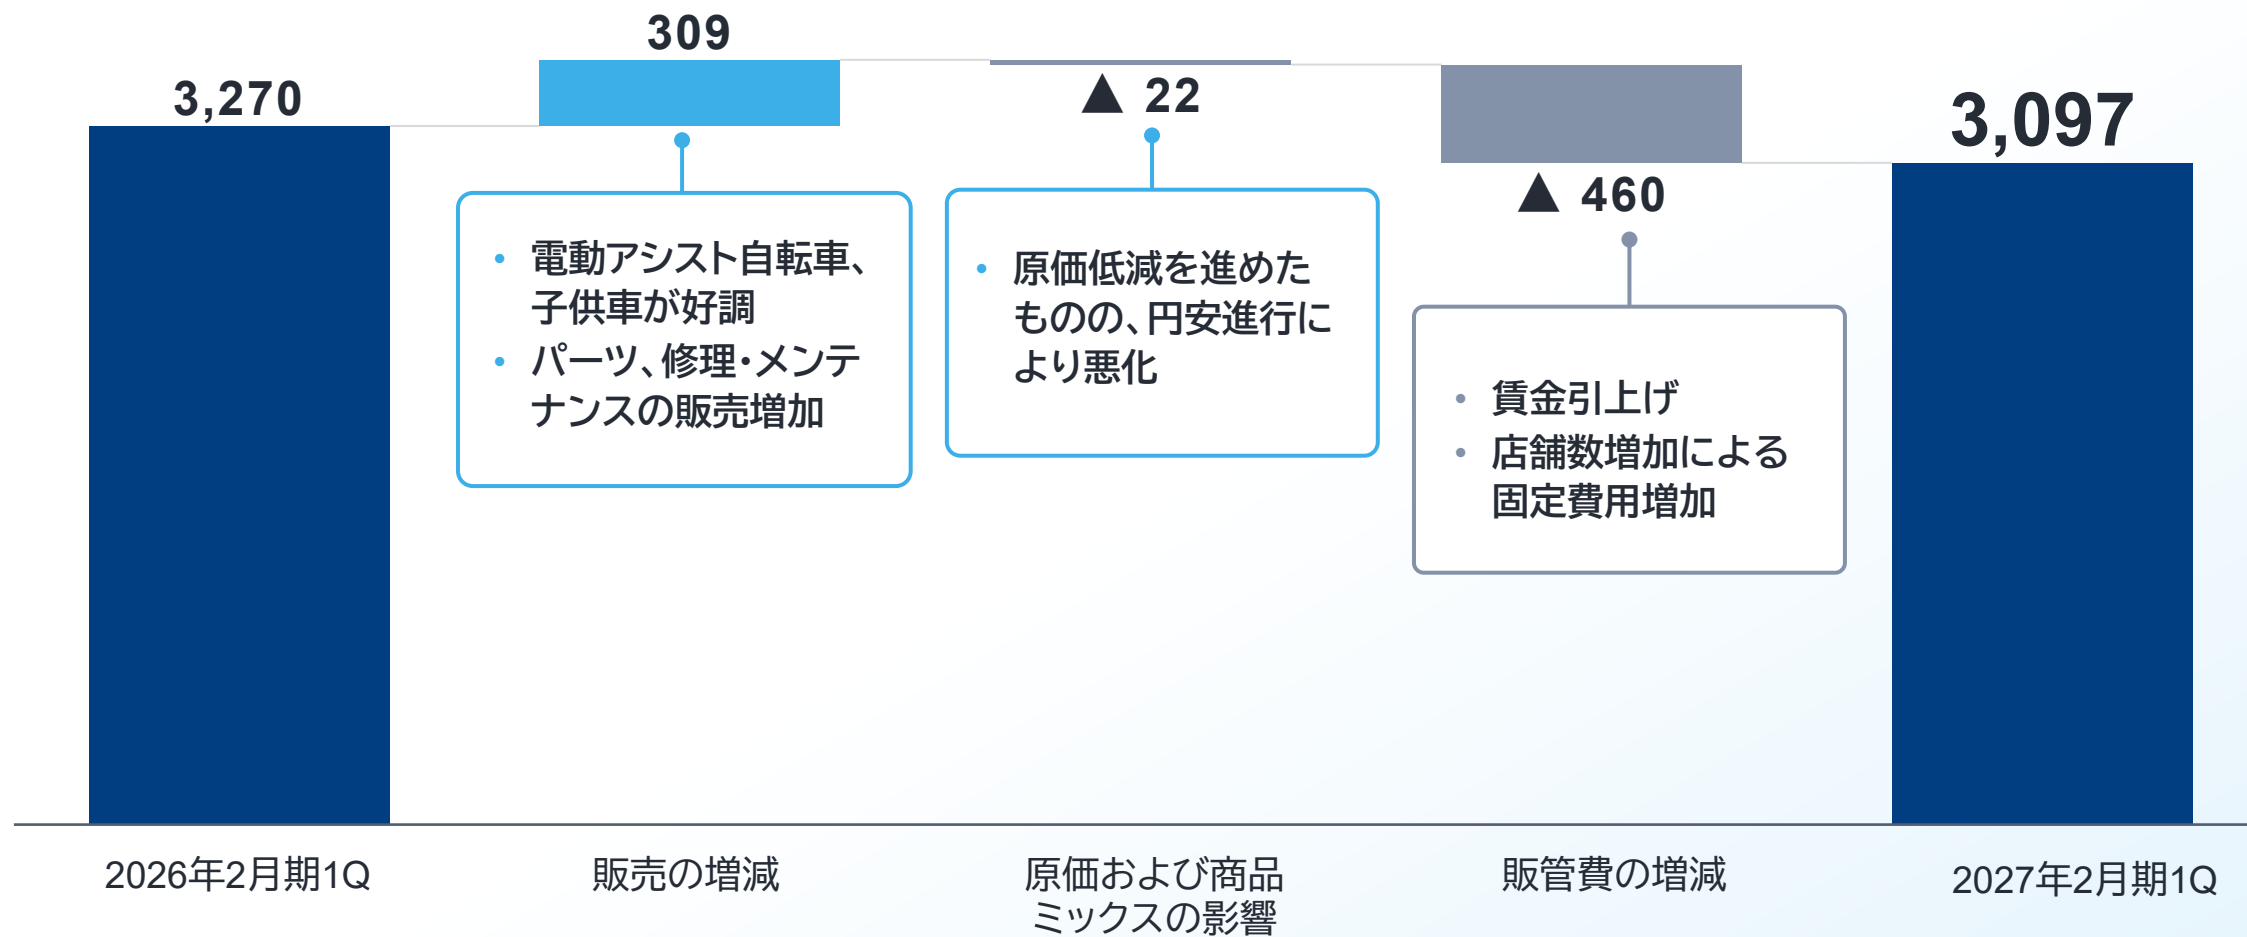 3,270
309
▲ 22
▲ 460
3,097
• 電動アシスト自転車、
子供車が好調
• パーツ、修理・メンテ
ナンスの販売増加
• 原価低減を進めた
ものの、円安進行に
より悪化
• 賃金引上げ
• 店舗数増加による
固定費用増加
2026年2月期1Q
販売の増減
原価および商品
ミックスの影響
販管費の増減
2027年2月期1Q